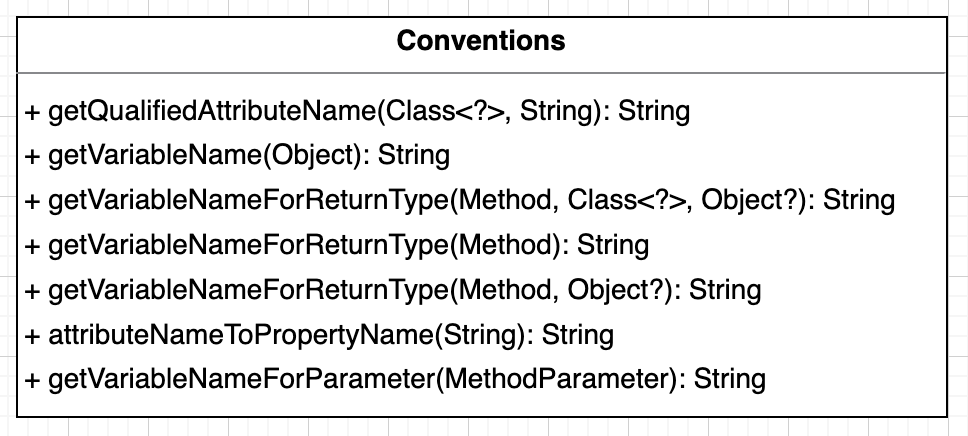 Conventions
+ getQualifiedAttributeName(Class<?>, String): String
+ getVariableName(Object): String
+ getVariableNameForReturnType(Method, Class<?>, Object?): String
+ getVariableNameForReturnType(Method): String
+ getVariableNameForReturnType(Method, Object?): String
+ attributeNameToPropertyName(String): String
+ getVariableNameForParameter(MethodParameter): String